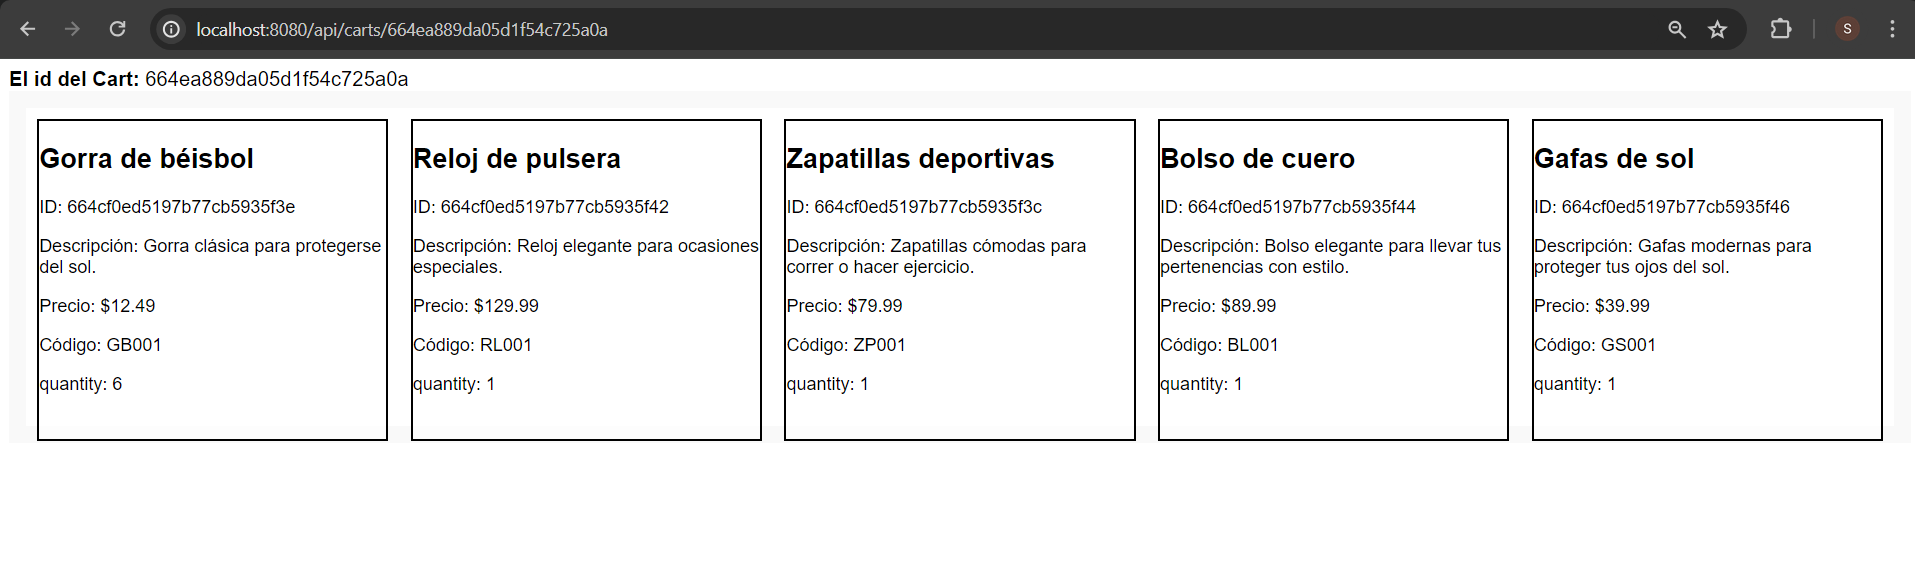 localhost:8080/api/carts/664ea889da05d1f54c725a0a
S
El id del Cart: 664ea889da05d1f54c725a0a
Gorra de béisbol
ID: 664cf0ed5197b77cb5935f3e
Descripción: Gorra clásica para protegerse
del sol.
Precio: $12.49
Código: GB001
quantity: 6
Reloj de pulsera
ID: 664cf0ed5197b77cb5935f42
Descripción: Reloj elegante para ocasiones
especiales.
Precio: $129.99
Código: RL001
quantity: 1
Zapatillas deportivas
ID: 664cf0ed5197b77cb5935f3c
Descripción: Zapatillas cómodas para
correr o hacer ejercicio.
Precio: $79.99
Código: ZP001
quantity: 1
Bolso de cuero
ID: 664cf0ed5197b77cb5935f44
Descripción: Bolso elegante para llevar tus
pertenencias con estilo.
Precio: $89.99
Código: BL001
quantity: 1
Gafas de sol
ID: 664cf0ed5197b77cb5935f46
Descripción: Gafas modernas para
proteger tus ojos del sol.
Precio: $39.99
Código: GS001
quantity: 1